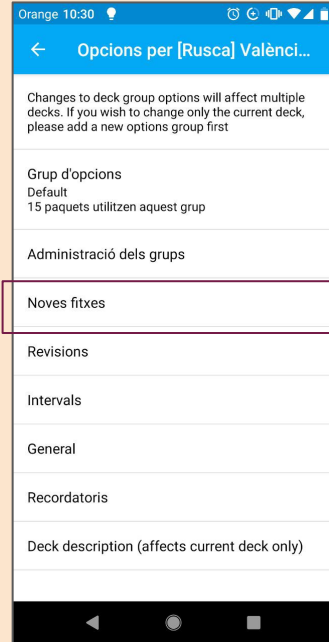 Orange 10:30
Opcions per [Rusca] Valènci...
Changes to deck group options will affect multiple
decks. If you wish to change only the current deck,
please add a new options group first
Grup d'opcions
Default
15 paquets utilitzen aquest grup
Administració dels grups
Noves fitxes
Revisions
Intervals
General
Recordatoris
Deck description (affects current deck only)